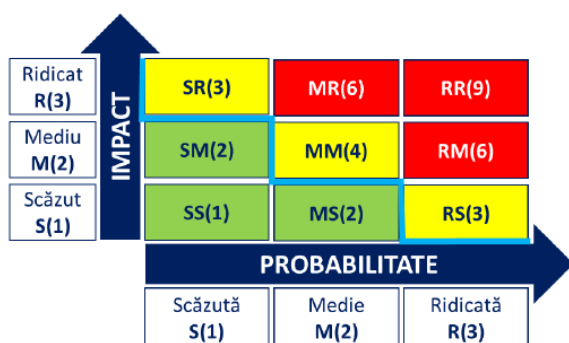 Ridicat
R(3)
Mediu
M(2)
Scăzut
S(1)
IMPACT
SR(3)
MR(6)
RR(9)
SM(2)
MM(4)
RM(6)
SS(1)
MS(2)
RS(3)
PROBABILITATE
Scăzută
S(1)
Medie
M(2)
Ridicată
R(3)